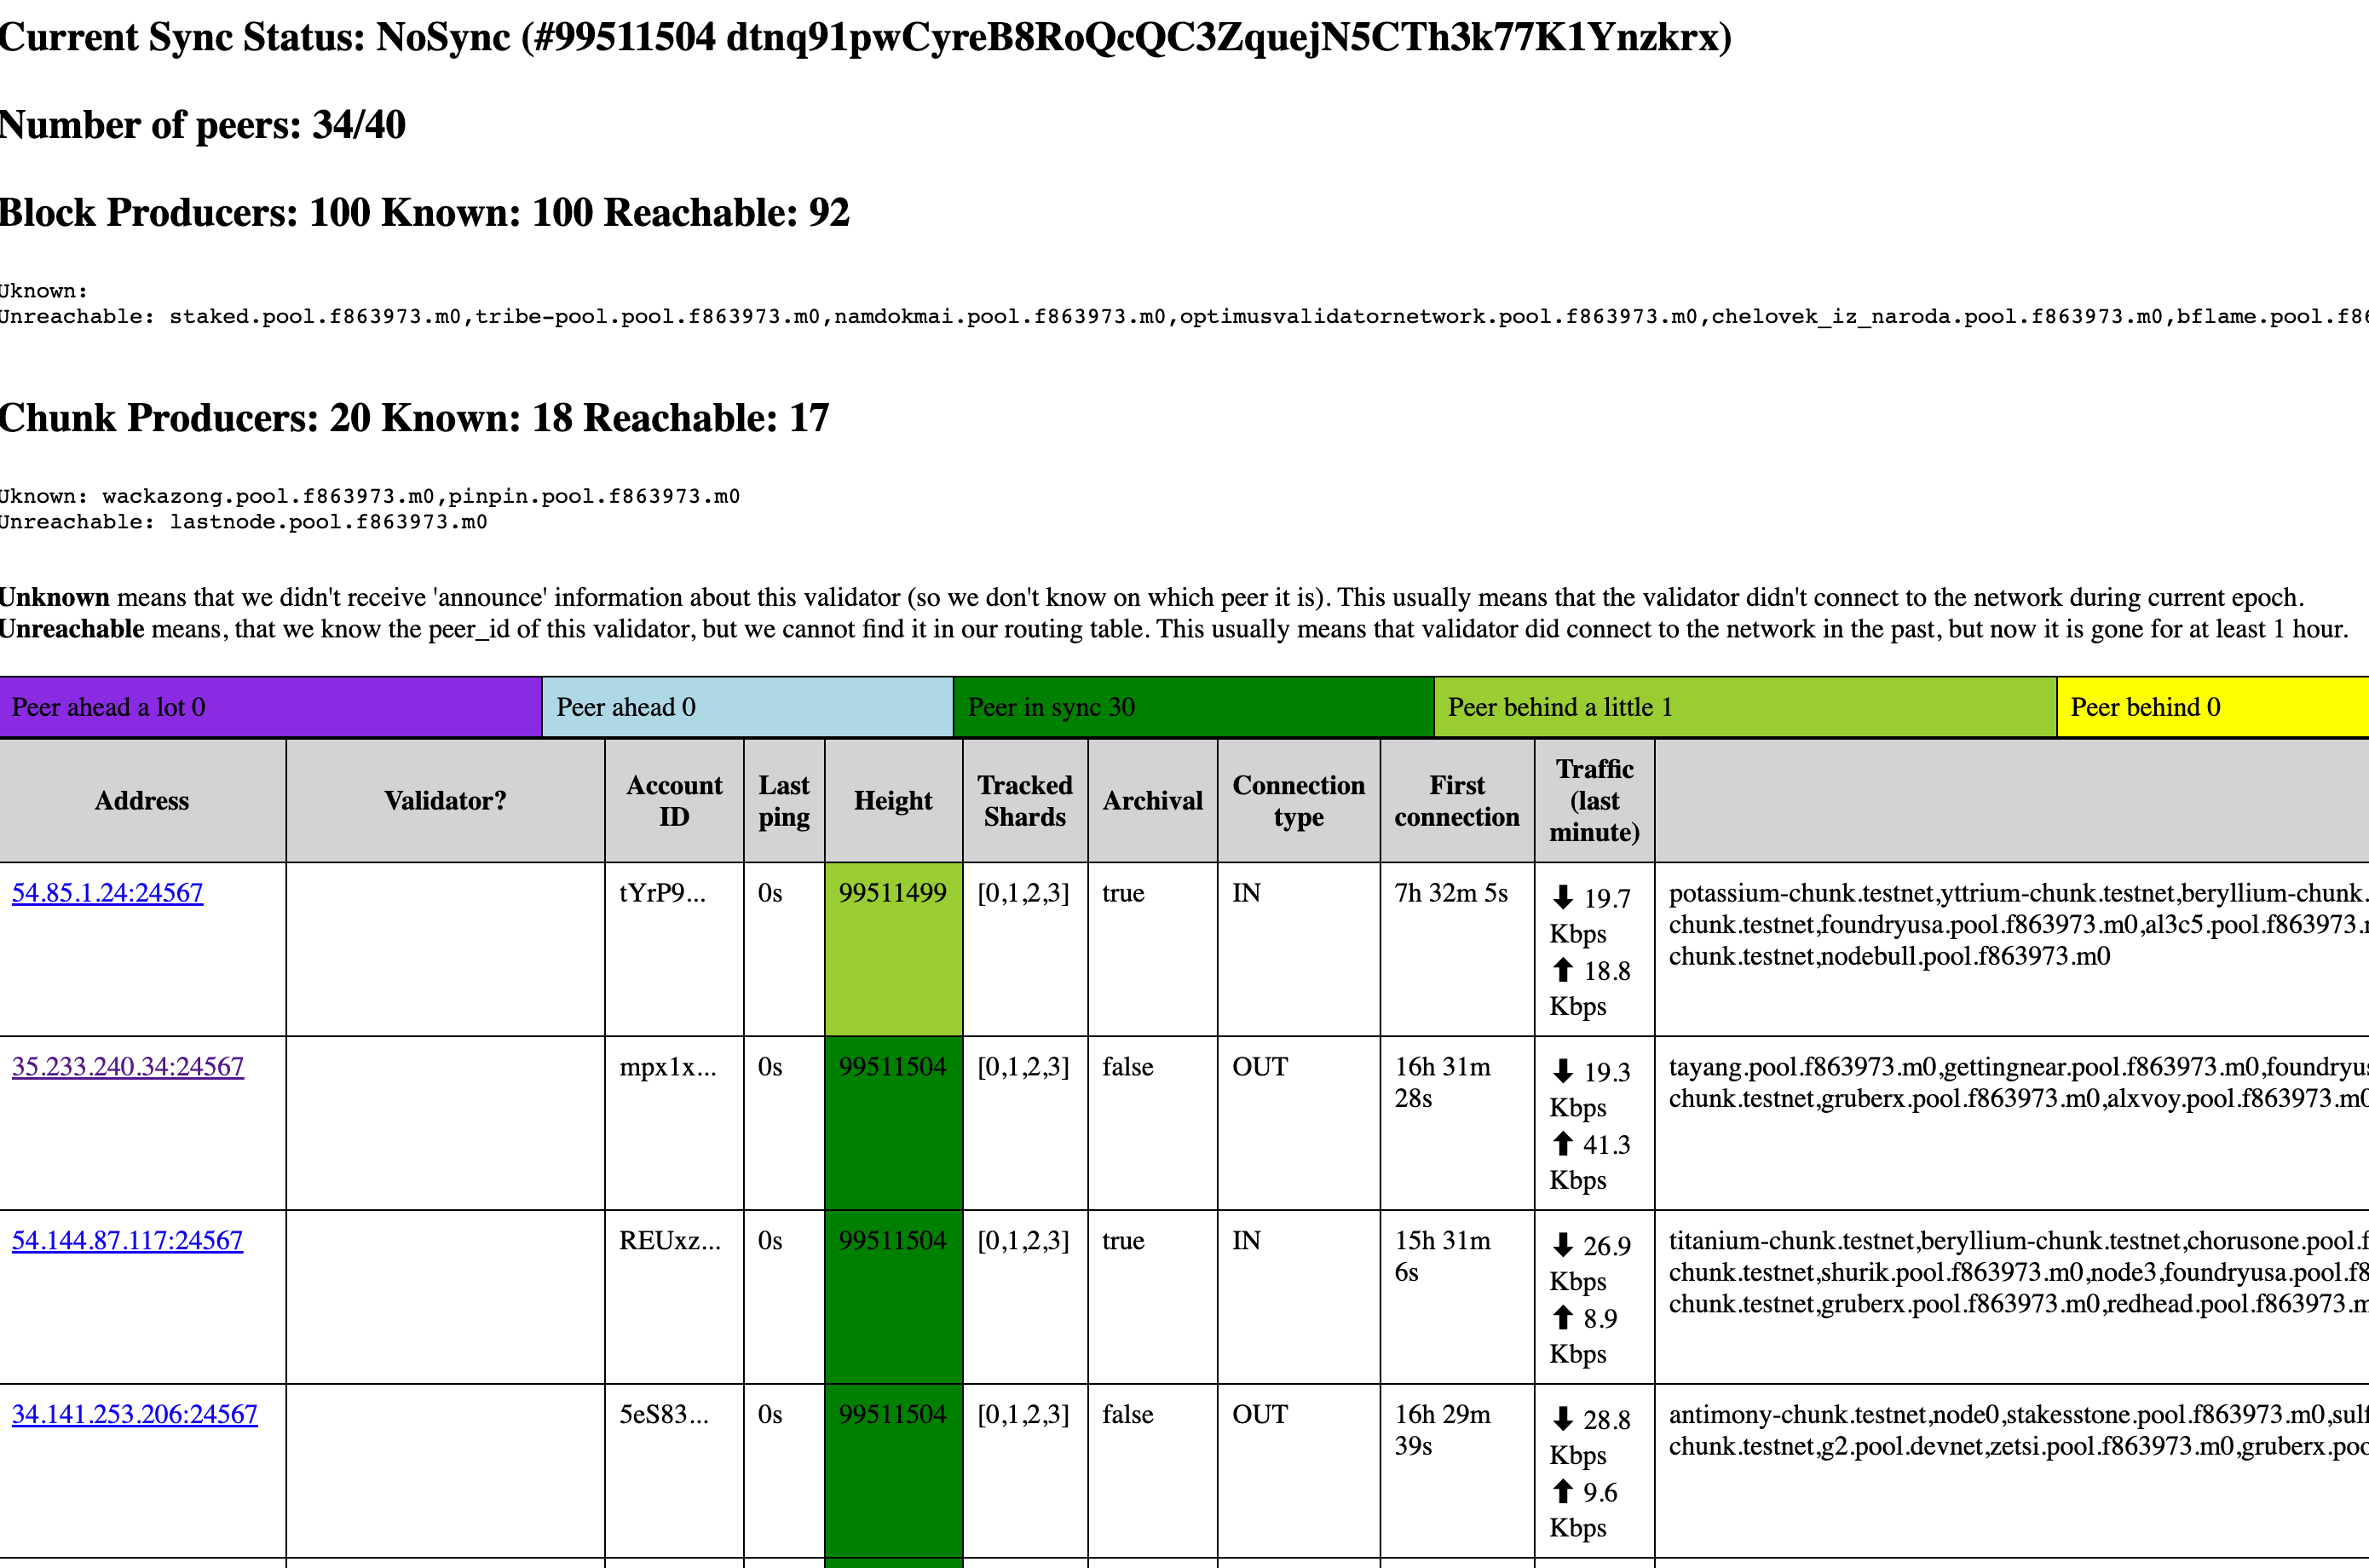 Current Sync Status: NoSync (#99511504 dtnq91pwCyreB8RoQcQC3ZquejN5CTh3k77K1Ynzkrx)
Number of peers: 34/40
Block Producers: 100 Known: 100 Reachable: 92
Uknown:
Unreachable: staked.pool.f863973.m0,tribe-pool.pool.f863973.m0,namdokmai.pool.f863973.m0,optimusvalidatornetwork.pool.f863973.m0,chelovek_iz_naroda.pool.f863973.m0,bflame.pool.f86
Chunk Producers: 20 Known: 18 Reachable: 17
Uknown: wackazong.pool.f863973.m0,pinpin.pool.f863973.m0
Unreachable: lastnode.pool.f863973.m0
Unknown means that we didn't receive 'announce' information about this validator (so we don't know on which peer it is). This usually means that the validator didn't connect to the network during current epoch.
Unreachable means, that we know the peer_id of this validator, but we cannot find it in our routing table. This usually means that validator did connect to the network in the past, but now it is gone for at least 1 hour.
Peer ahead a lot 0 Peer ahead 0 Peer in sync 30 Peer behind a little 1 Peer behind 0
Address Validator? Account ID Last ping Height Tracked Shards Archival Connection type First connection Traffic (last minute)
54.85.1.24:24567 tYrP9... 0s 99511499 [0,1,2,3] true IN 7h 32m 5s ⬇ 19.7 Kbps ⬆ 18.8 Kbps
potassium-chunk.testnet,yttrium-chunk.testnet,beryllium-chunk.
chunk.testnet,foundryusa.pool.f863973.m0,al3c5.pool.f863973.
chunk.testnet,nodebull.pool.f863973.m0
35.233.240.34:24567 mpx1x... 0s 99511504 [0,1,2,3] false OUT 16h 31m 28s ⬇ 19.3 Kbps ⬆ 41.3 Kbps
tayang.pool.f863973.m0,gettingnear.pool.f863973.m0,foundryus
chunk.testnet,gruberx.pool.f863973.m0,alxvoy.pool.f863973.m0
54.144.87.117:24567 REUxz... 0s 99511504 [0,1,2,3] true IN 15h 31m 6s ⬇ 26.9 Kbps ⬆ 8.9 Kbps
titanium-chunk.testnet,beryllium-chunk.testnet,chorusone.pool.f
chunk.testnet,shurik.pool.f863973.m0,node3,foundryusa.pool.f8
chunk.testnet,gruberx.pool.f863973.m0,redhead.pool.f863973.m
34.141.253.206:24567 5eS83... 0s 99511504 [0,1,2,3] false OUT 16h 29m 39s ⬇ 28.8 Kbps ⬆ 9.6 Kbps
antimony-chunk.testnet,node0,stakesstone.pool.f863973.m0,sulf
chunk.testnet,g2.pool.devnet,zetsi.pool.f863973.m0,gruberx.poo